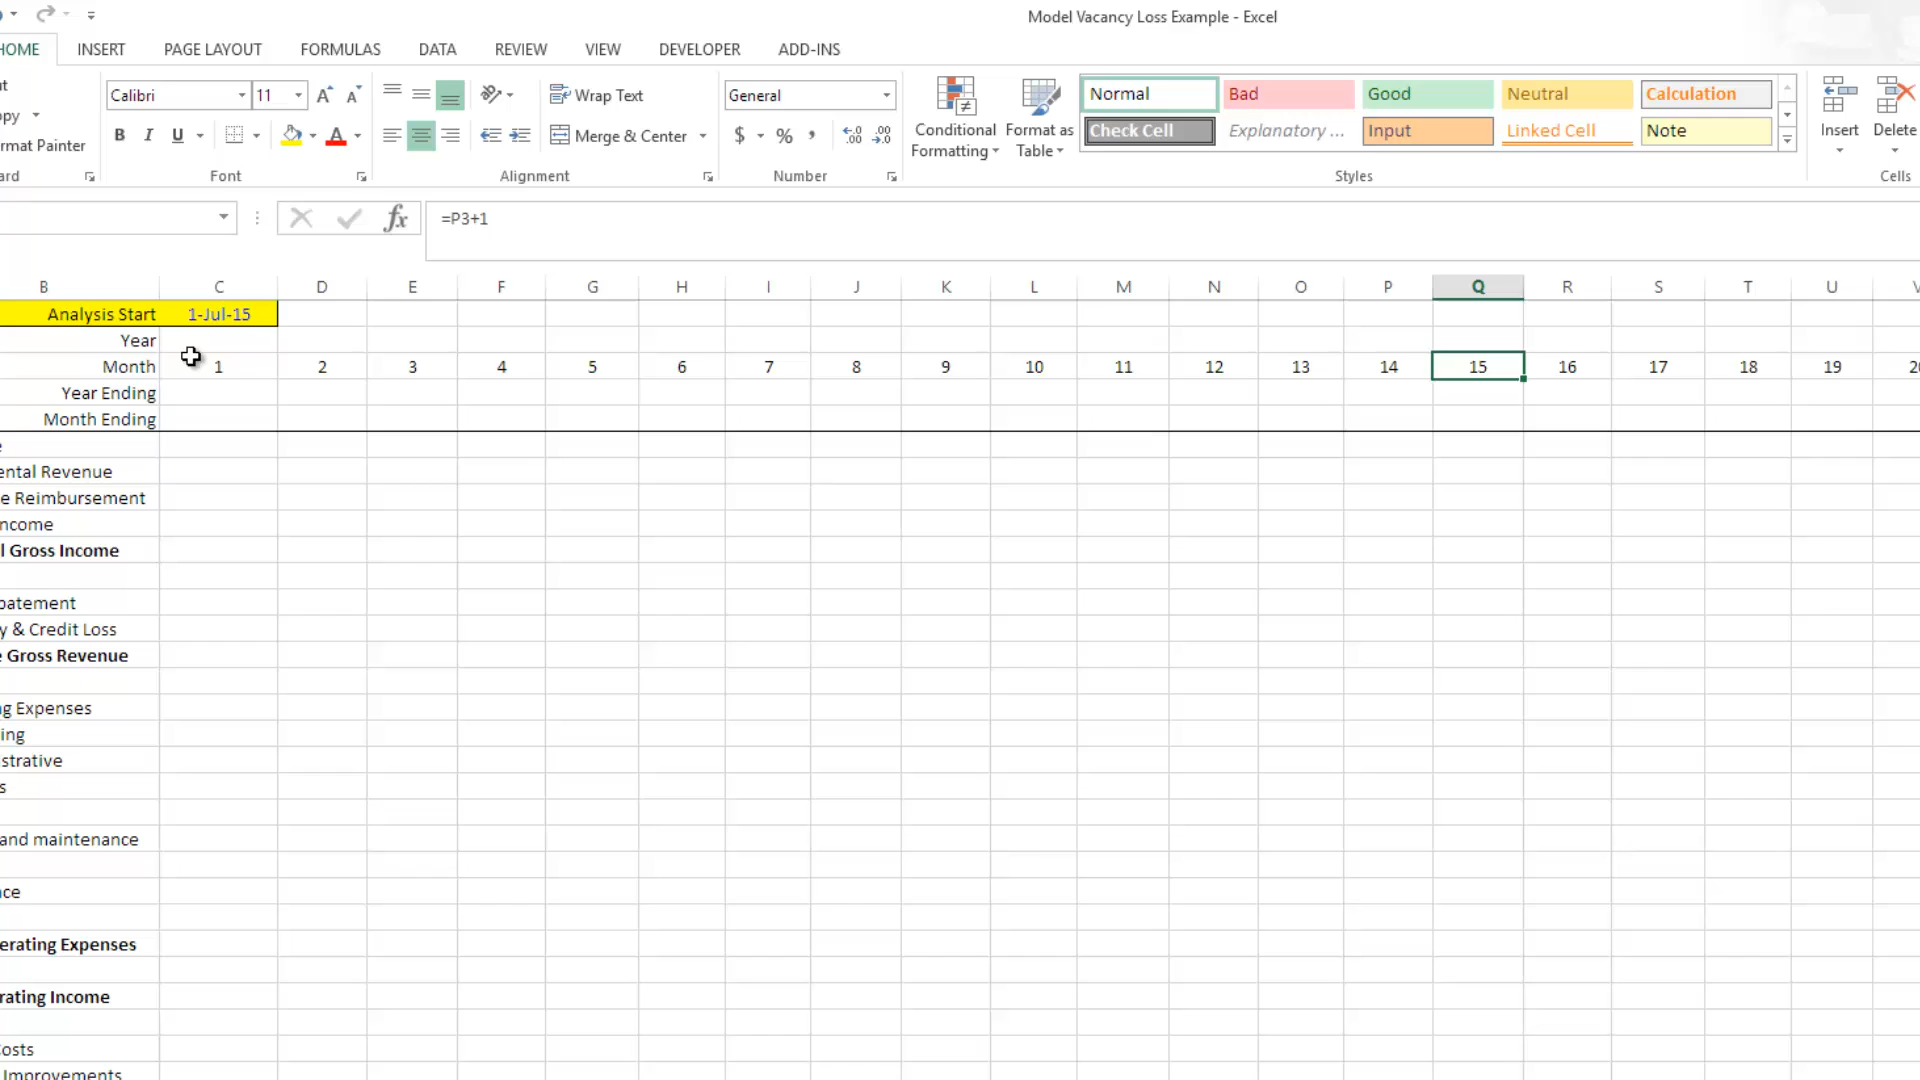 Model Vacancy Loss Example - Excel
HOME INSERT PAGE LAYOUT FORMULAS DATA REVIEW VIEW DEVELOPER ADD-INS
Calibri 11 Wrap Text General Normal Bad Good Neutral Calculation
B I U Merge & Center $ % Conditional Formatting Format as Table Check Cell Explanatory ... Input Linked Cell Note Insert Delete
rmat Painter
Font Alignment Number Styles Cells
fx =P3+1
B C D E F G H I J K L M N O P Q R S T U
Analysis Start 1-Jul-15
Year
Month 1 2 3 4 5 6 7 8 9 10 11 12 13 14 15 16 17 18 19
Year Ending
Month Ending
ental Revenue
e Reimbursement
ncome
l Gross Income
batement
y & Credit Loss
e Gross Revenue
g Expenses
ing
strative
s
and maintenance
nce
erating Expenses
rating Income
Costs
Improvements